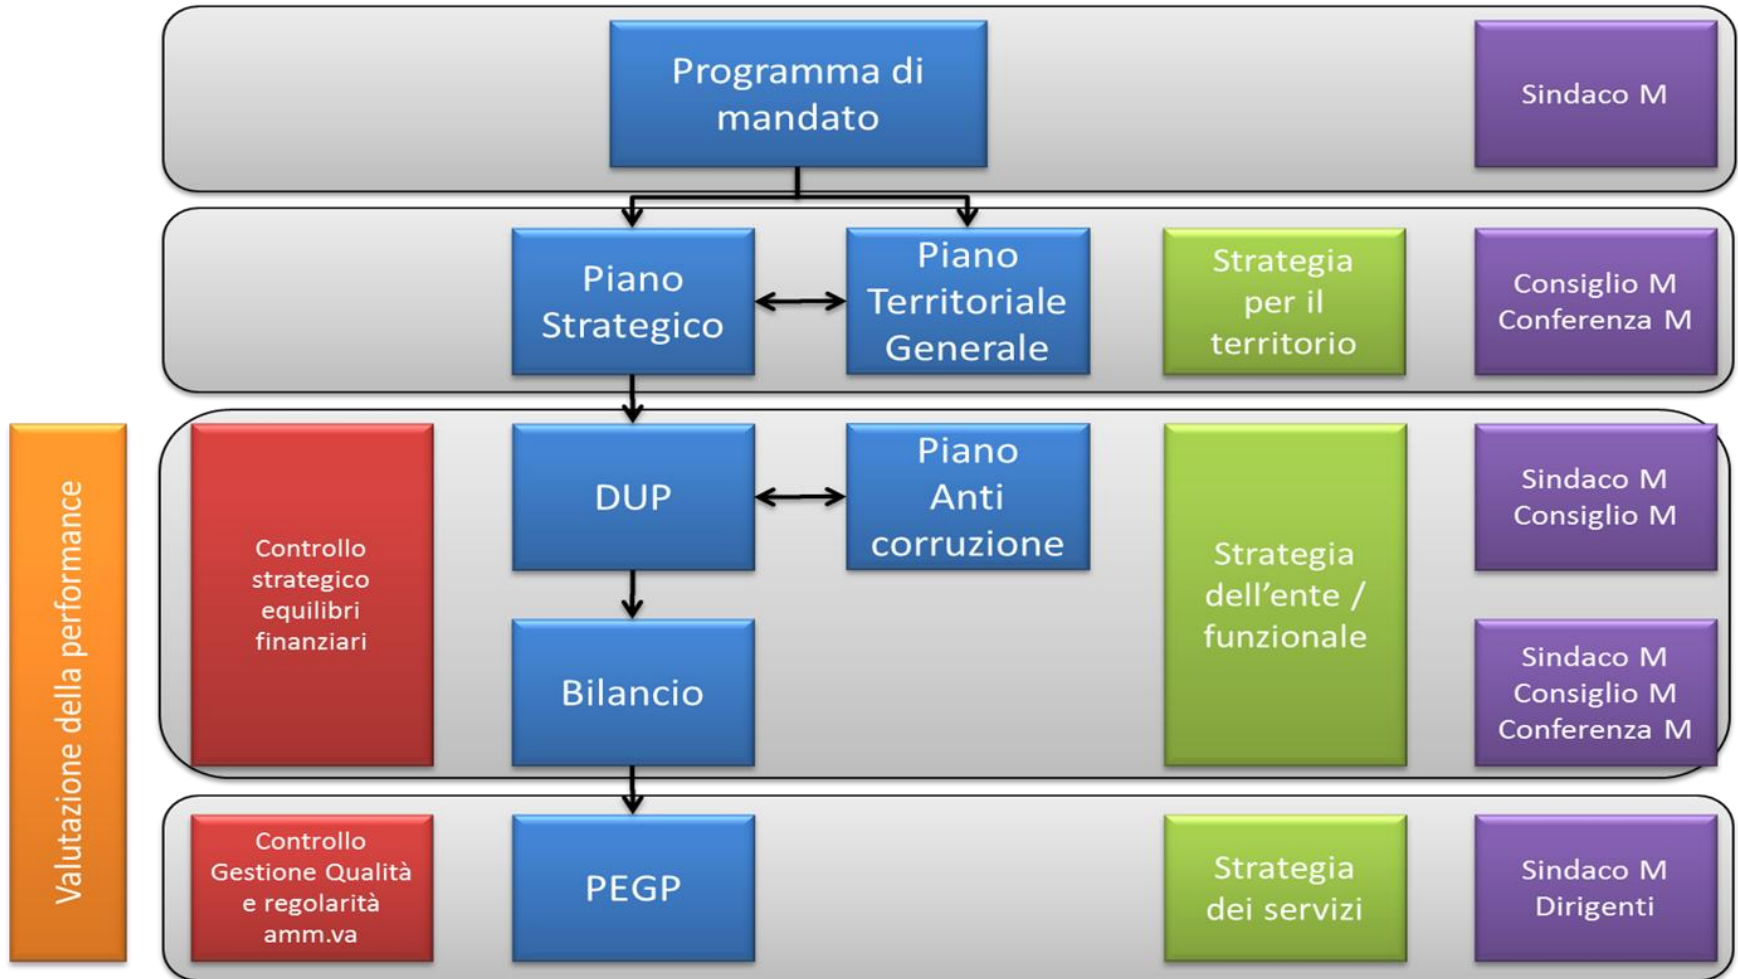 Programma di
mandato
Sindaco M
Piano
Strategico
Piano
Territoriale
Generale
Strategia
per il
territorio
Consiglio M
Conferenza M
Valutazione della performance
Controllo
strategico
equilibri
finanziari
DUP
Piano
Anti
corruzione
Strategia
dell’ente /
funzionale
Sindaco M
Consiglio M
Bilancio
Sindaco M
Consiglio M
Conferenza M
Controllo
Gestione Qualità
e regolarità
amm.va
PEGP
Strategia
dei servizi
Sindaco M
Dirigenti